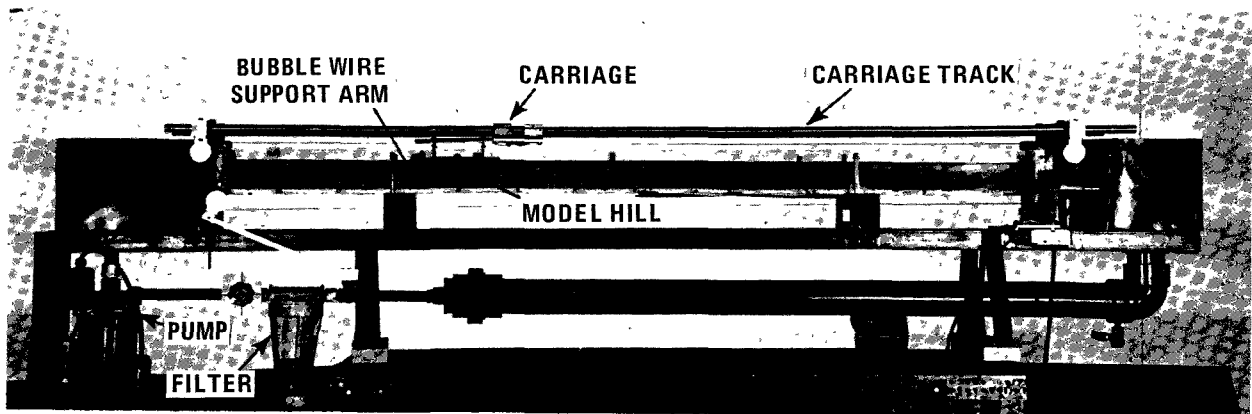 BUBBLE WIRE
SUPPORT ARM
CARRIAGE
CARRIAGE TRACK
MODEL HILL
PUMP
FILTER